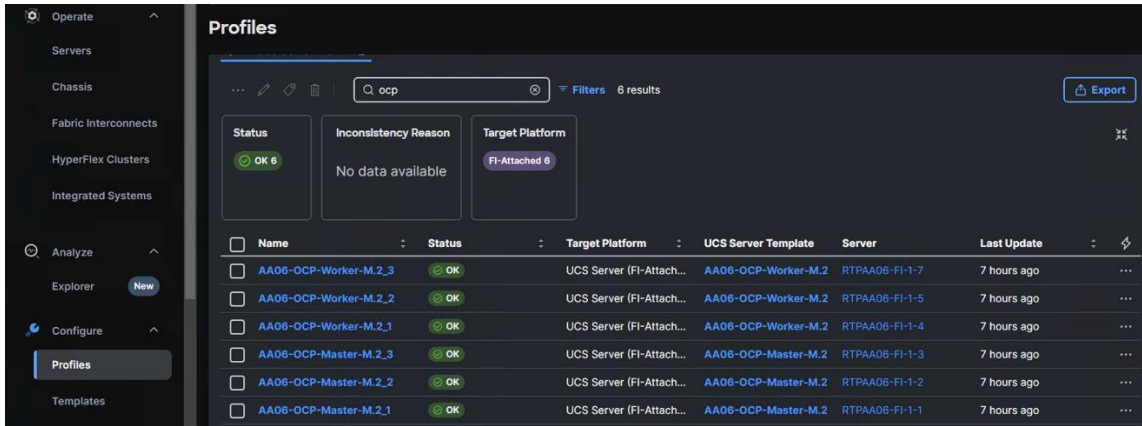 Operate
Servers
Chassis
Fabric Interconnects
HyperFlex Clusters
Integrated Systems
Analyze
Explorer New
Configure
Profiles
Templates
Profiles
ocp Filters 6 results Export
Status Inconsistency Reason Target Platform
OK 6 No data available FI-Attached 6
Name Status Target Platform UCS Server Template Server Last Update
AA06-OCP-Worker-M.2_3 OK UCS Server (FI-Attach... AA06-OCP-Worker-M.2 RTPAA06-FI-1-7 7 hours ago ...
AA06-OCP-Worker-M.2_2 OK UCS Server (FI-Attach... AA06-OCP-Worker-M.2 RTPAA06-FI-1-5 7 hours ago ...
AA06-OCP-Worker-M.2_1 OK UCS Server (FI-Attach... AA06-OCP-Worker-M.2 RTPAA06-FI-1-4 7 hours ago ...
AA06-OCP-Master-M.2_3 OK UCS Server (FI-Attach... AA06-OCP-Master-M.2 RTPAA06-FI-1-3 7 hours ago ...
AA06-OCP-Master-M.2_2 OK UCS Server (FI-Attach... AA06-OCP-Master-M.2 RTPAA06-FI-1-2 7 hours ago ...
AA06-OCP-Master-M.2_1 OK UCS Server (FI-Attach... AA06-OCP-Master-M.2 RTPAA06-FI-1-1 7 hours ago ...